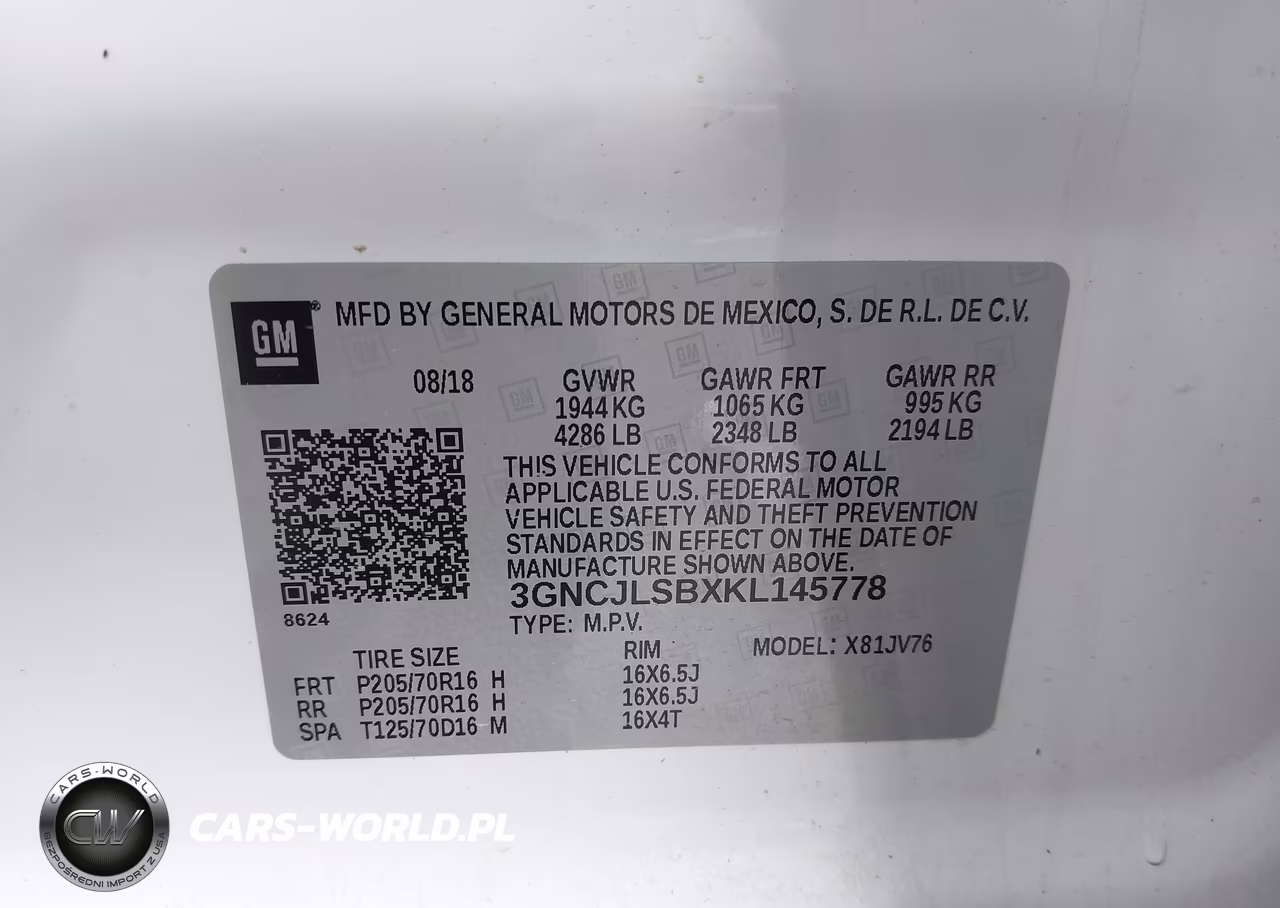 GM® MFD BY GENERAL MOTORS DE MEXICO, S. DE R.L. DE C.V.
08/18 GVWR GAWR FRT GAWR RR
1944 KG 1065 KG 995 KG
4286 LB 2348 LB 2194 LB
THIS VEHICLE CONFORMS TO ALL
APPLICABLE U.S. FEDERAL MOTOR
VEHICLE SAFETY AND THEFT PREVENTION
STANDARDS IN EFFECT ON THE DATE OF
MANUFACTURE SHOWN ABOVE.
3GNCJLSBXKL145778
8624
TYPE: M.P.V.
TIRE SIZE RIM MODEL: X81JV76
FRT P205/70R16 H 16X6.5J
RR P205/70R16 H 16X6.5J
SPA T125/70D16 M 16X4T
CARS-WORLD
CW
BEZPOŚREDNI IMPORT Z USA
CARS-WORLD.PL